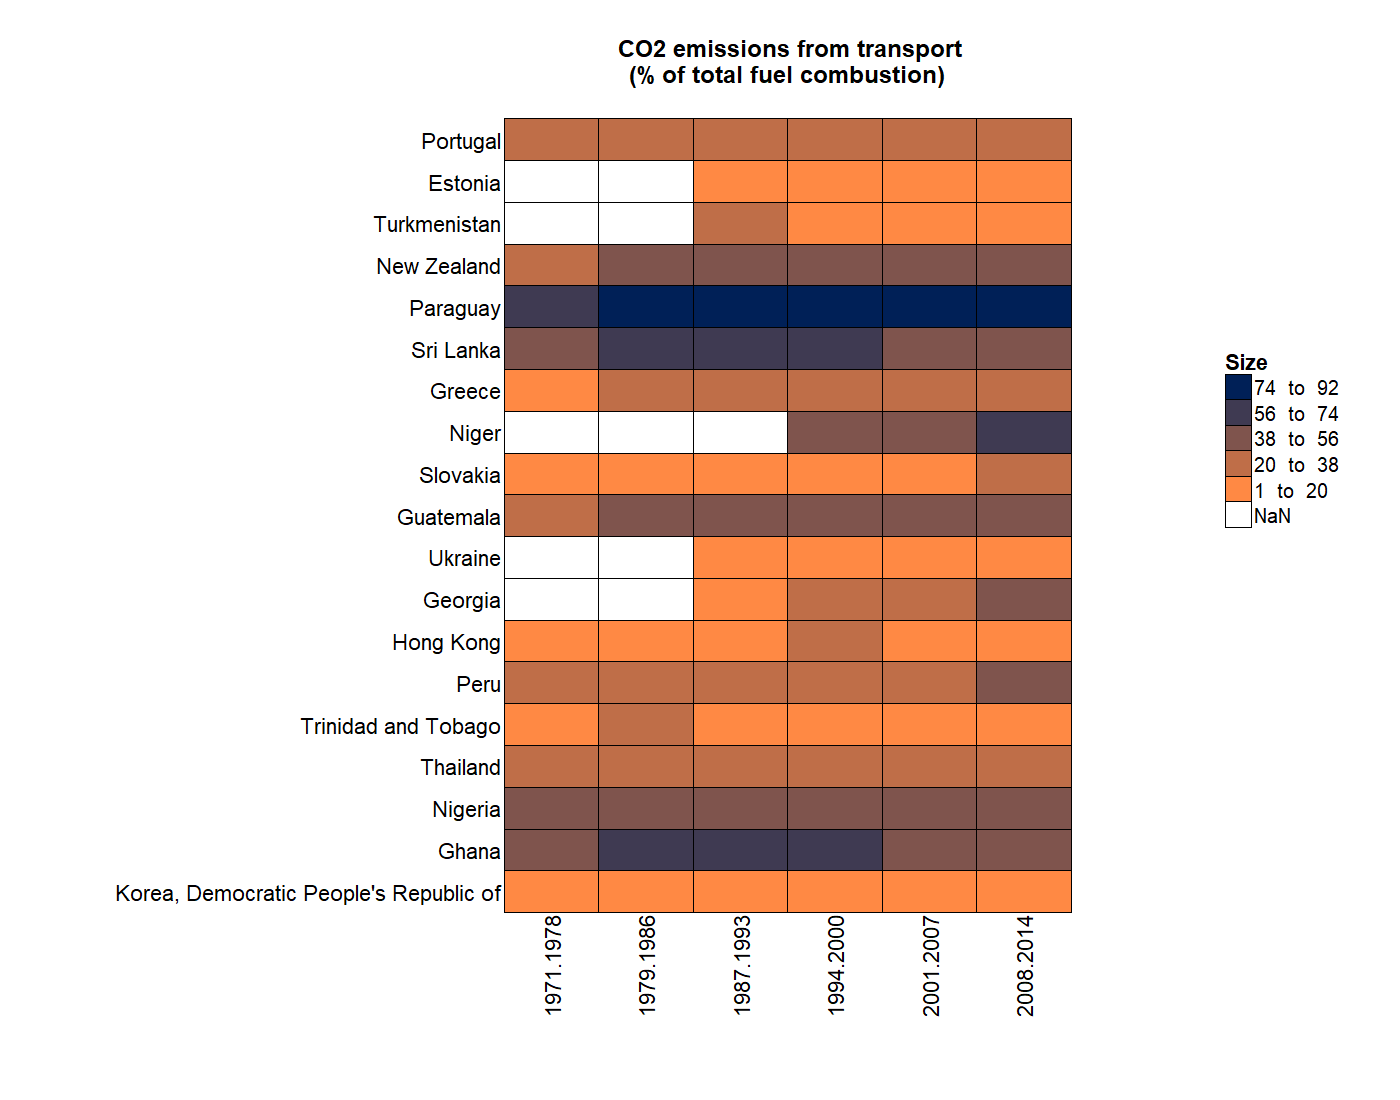 CO2 emissions from transport
(% of total fuel combustion)
Portugal
Estonia
Turkmenistan
New Zealand
Paraguay
Sri Lanka
Greece
Niger
Slovakia
Guatemala
Ukraine
Georgia
Hong Kong
Peru
Trinidad and Tobago
Thailand
Nigeria
Ghana
Korea, Democratic People's Republic of
1971.1978
1979.1986
1987.1993
1994.2000
2001.2007
2008.2014
Size
74 to 92
56 to 74
38 to 56
20 to 38
1 to 20
NaN